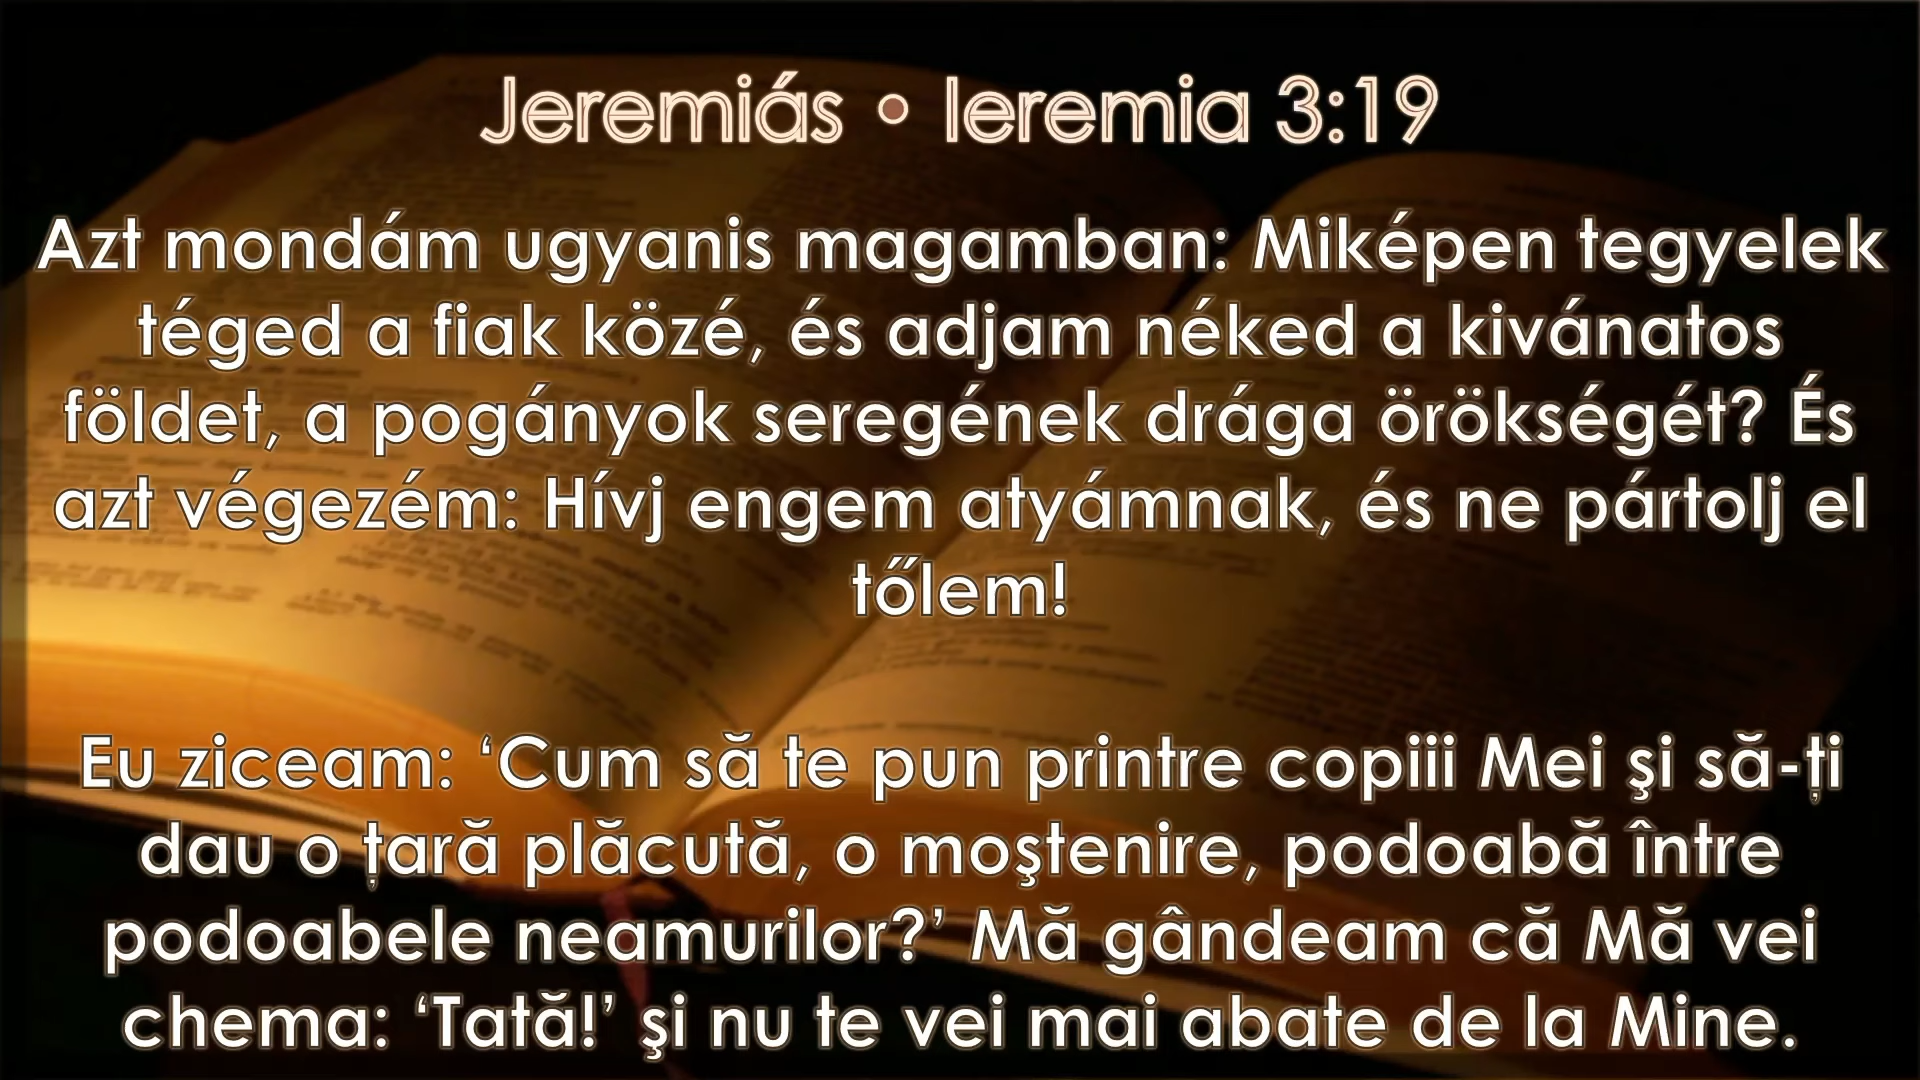 Jeremiás • Ieremia 3:19
Azt mondám ugyanis magamban: Miképen tegyelek
téged a fiak közé, és adjam néked a kivánatos
földet, a pogányok seregének drága örökségét? És
azt végezém: Hívj engem atyámnak, és ne pártolj el
tőlem!
Eu ziceam: ‘Cum să te pun printre copiii Mei şi să-ți
dau o țară plăcută, o moştenire, podoabă între
podoabele neamurilor?’ Mă gândeam că Mă vei
chema: ‘Tată!’ şi nu te vei mai abate de la Mine.